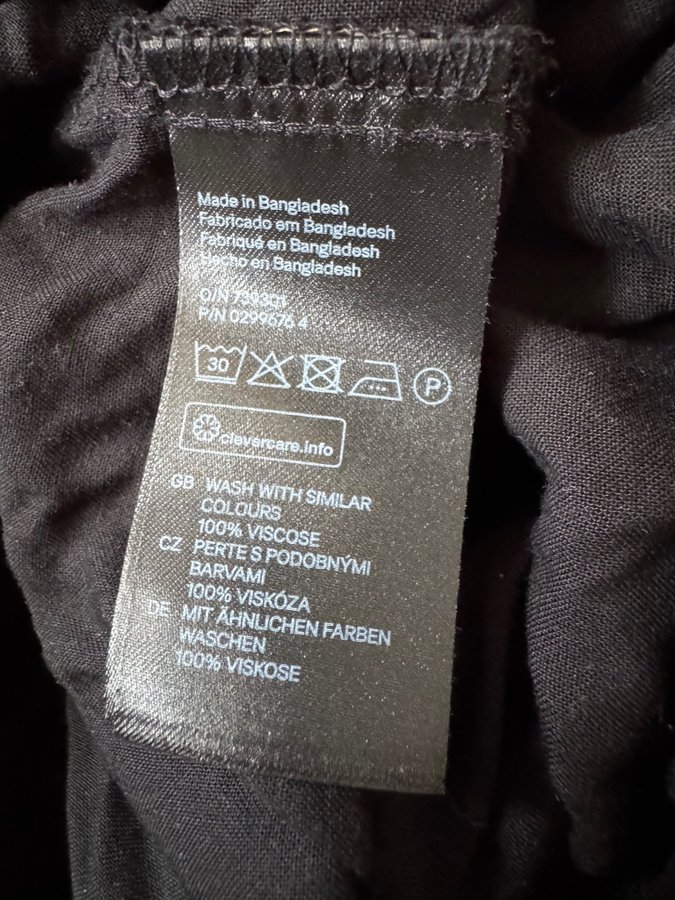 Made in Bangladesh
Fabricado em Bangladesh
Fabriqué en Bangladesh
Hecho en Bangladesh
O/N 739301
P/N 0299676 4
30 P
clevercare.info
GB WASH WITH SIMILAR
COLOURS
100% VISCOSE
CZ PERTE S PODOBNÝMI
BARVAMI
100% VISKÓZA
DE MIT ÄHNLICHEN FARBEN
WASCHEN
100% VISKOSE